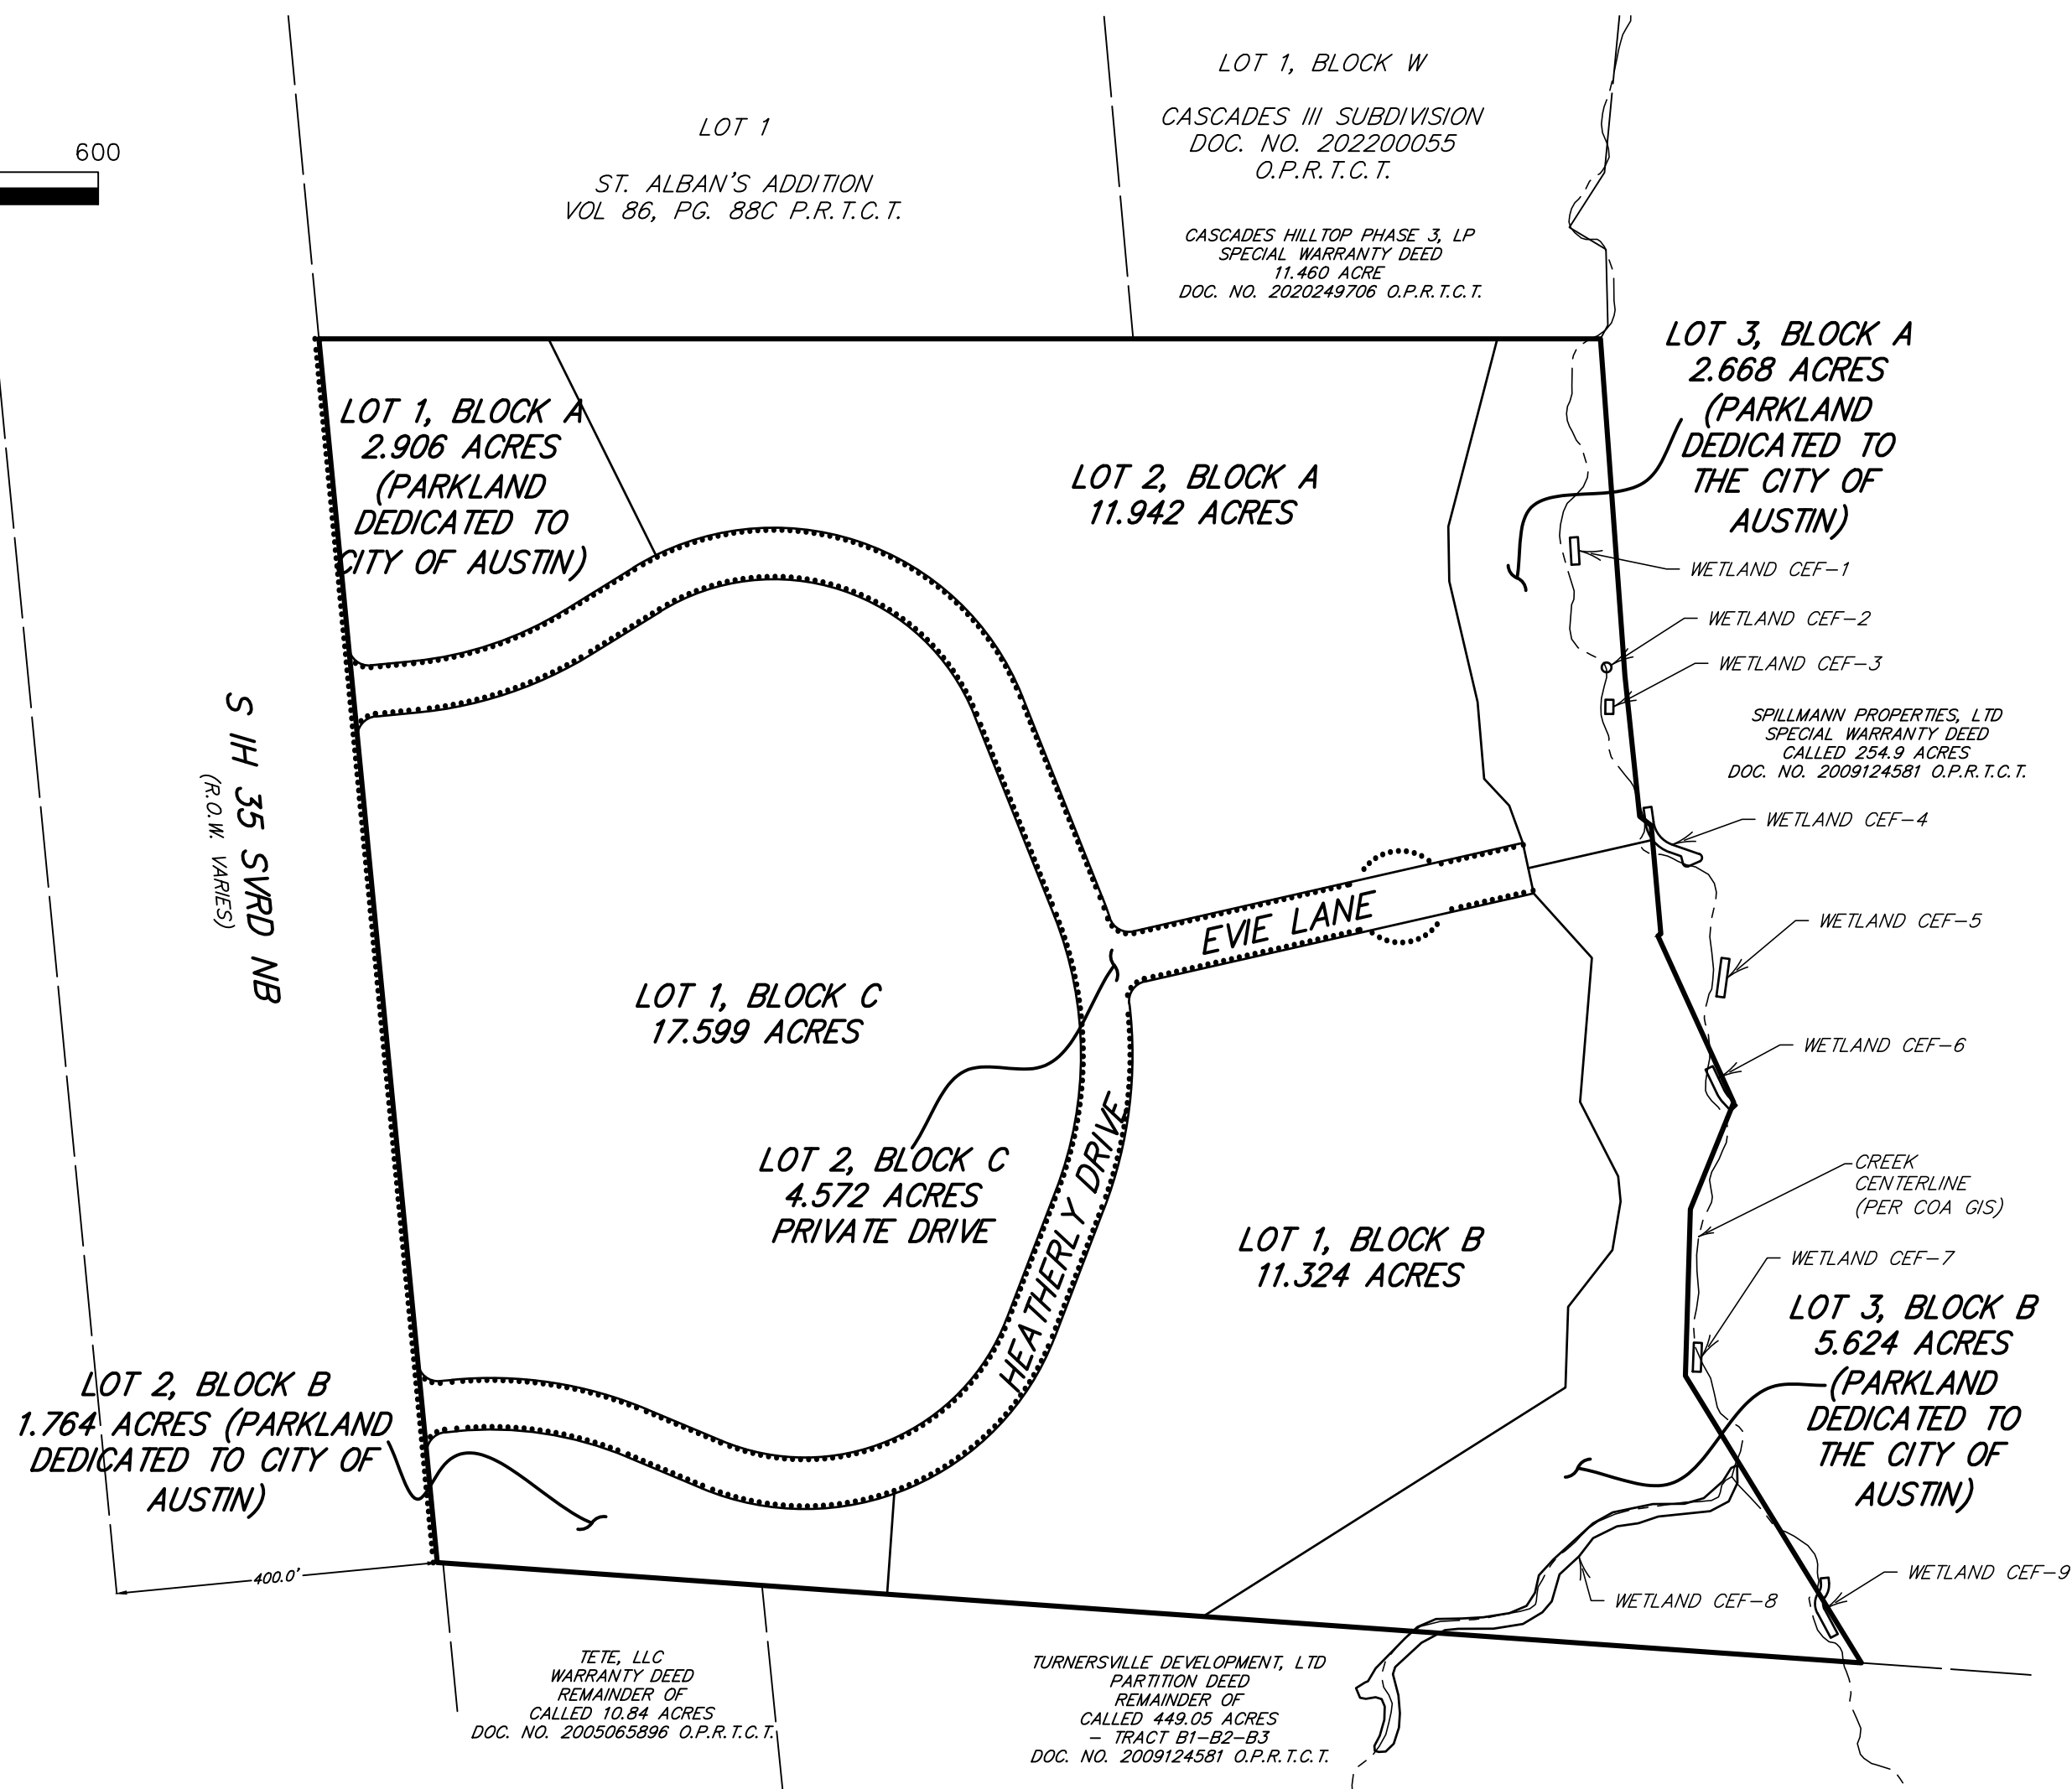 600
LOT 1
ST. ALBAN'S ADDITION
VOL 86, PG. 88C P.R.T.C.T.
LOT 1, BLOCK W
CASCADES III SUBDIVISION
DOC. NO. 202200055
O.P.R.T.C.T.
CASCADES HILLTOP PHASE 3, LP
SPECIAL WARRANTY DEED
11.460 ACRE
DOC. NO. 2020249706 O.P.R.T.C.T.
LOT 3, BLOCK A
2.668 ACRES
(PARKLAND
DEDICATED TO
THE CITY OF
AUSTIN)
LOT 1, BLOCK A
2.906 ACRES
(PARKLAND
DEDICATED TO
CITY OF AUSTIN)
LOT 2, BLOCK A
11.942 ACRES
WETLAND CEF-1
WETLAND CEF-2
WETLAND CEF-3
SPILLMANN PROPERTIES, LTD
SPECIAL WARRANTY DEED
CALLED 254.9 ACRES
DOC. NO. 2009124581 O.P.R.T.C.T.
WETLAND CEF-4
S IH 35 SVRD NB
(R.O.W. VARIES)
EVIE LANE
WETLAND CEF-5
LOT 1, BLOCK C
17.599 ACRES
WETLAND CEF-6
LOT 2, BLOCK C
4.572 ACRES
PRIVATE DRIVE
HEATHERLY DRIVE
CREEK
CENTERLINE
(PER COA GIS)
LOT 1, BLOCK B
11.324 ACRES
WETLAND CEF-7
LOT 3, BLOCK B
5.624 ACRES
(PARKLAND
DEDICATED TO
THE CITY OF
AUSTIN)
LOT 2, BLOCK B
1.764 ACRES (PARKLAND
DEDICATED TO CITY OF
AUSTIN)
400.0'
WETLAND CEF-8
WETLAND CEF-9
TETE, LLC
WARRANTY DEED
REMAINDER OF
CALLED 10.84 ACRES
DOC. NO. 2005065896 O.P.R.T.C.T.
TURNERSVILLE DEVELOPMENT, LTD
PARTITION DEED
REMAINDER OF
CALLED 449.05 ACRES
- TRACT B1-B2-B3
DOC. NO. 2009124581 O.P.R.T.C.T.